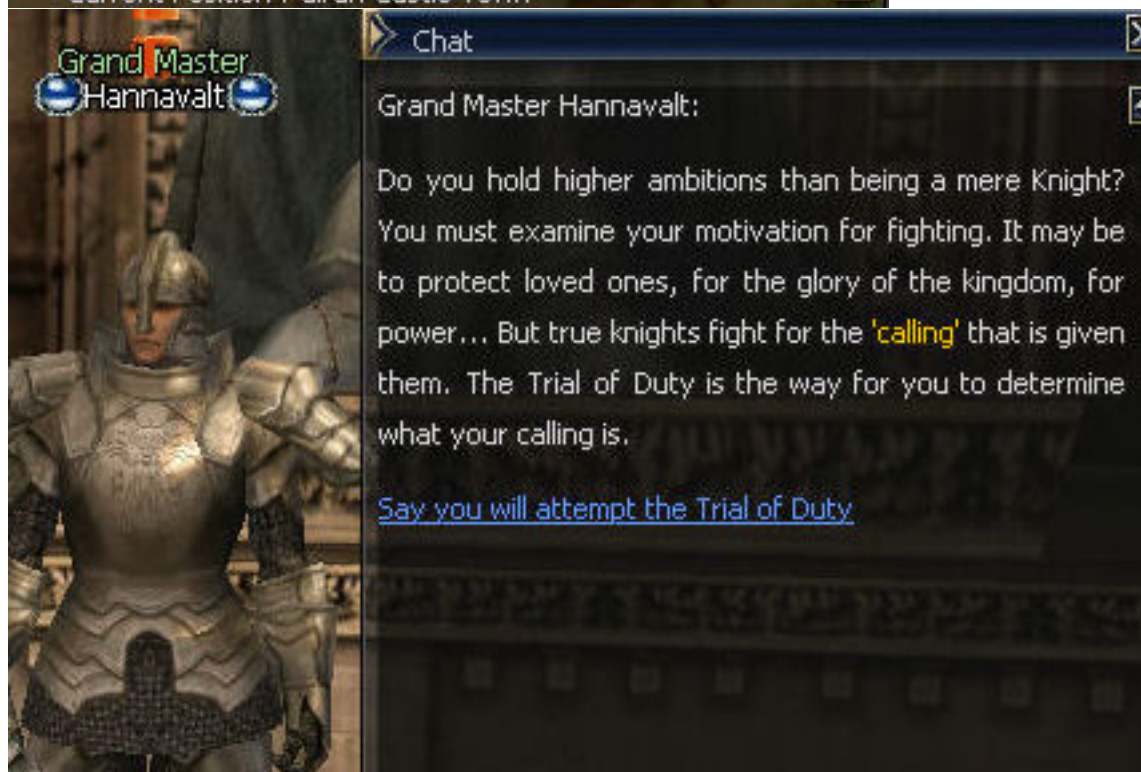 Grand Master
Hannavalt
Chat
Grand Master Hannavalt:
Do you hold higher ambitions than being a mere Knight?
You must examine your motivation for fighting. It may be
to protect loved ones, for the glory of the kingdom, for
power... But true knights fight for the 'calling' that is given
them. The Trial of Duty is the way for you to determine
what your calling is.
Say you will attempt the Trial of Duty